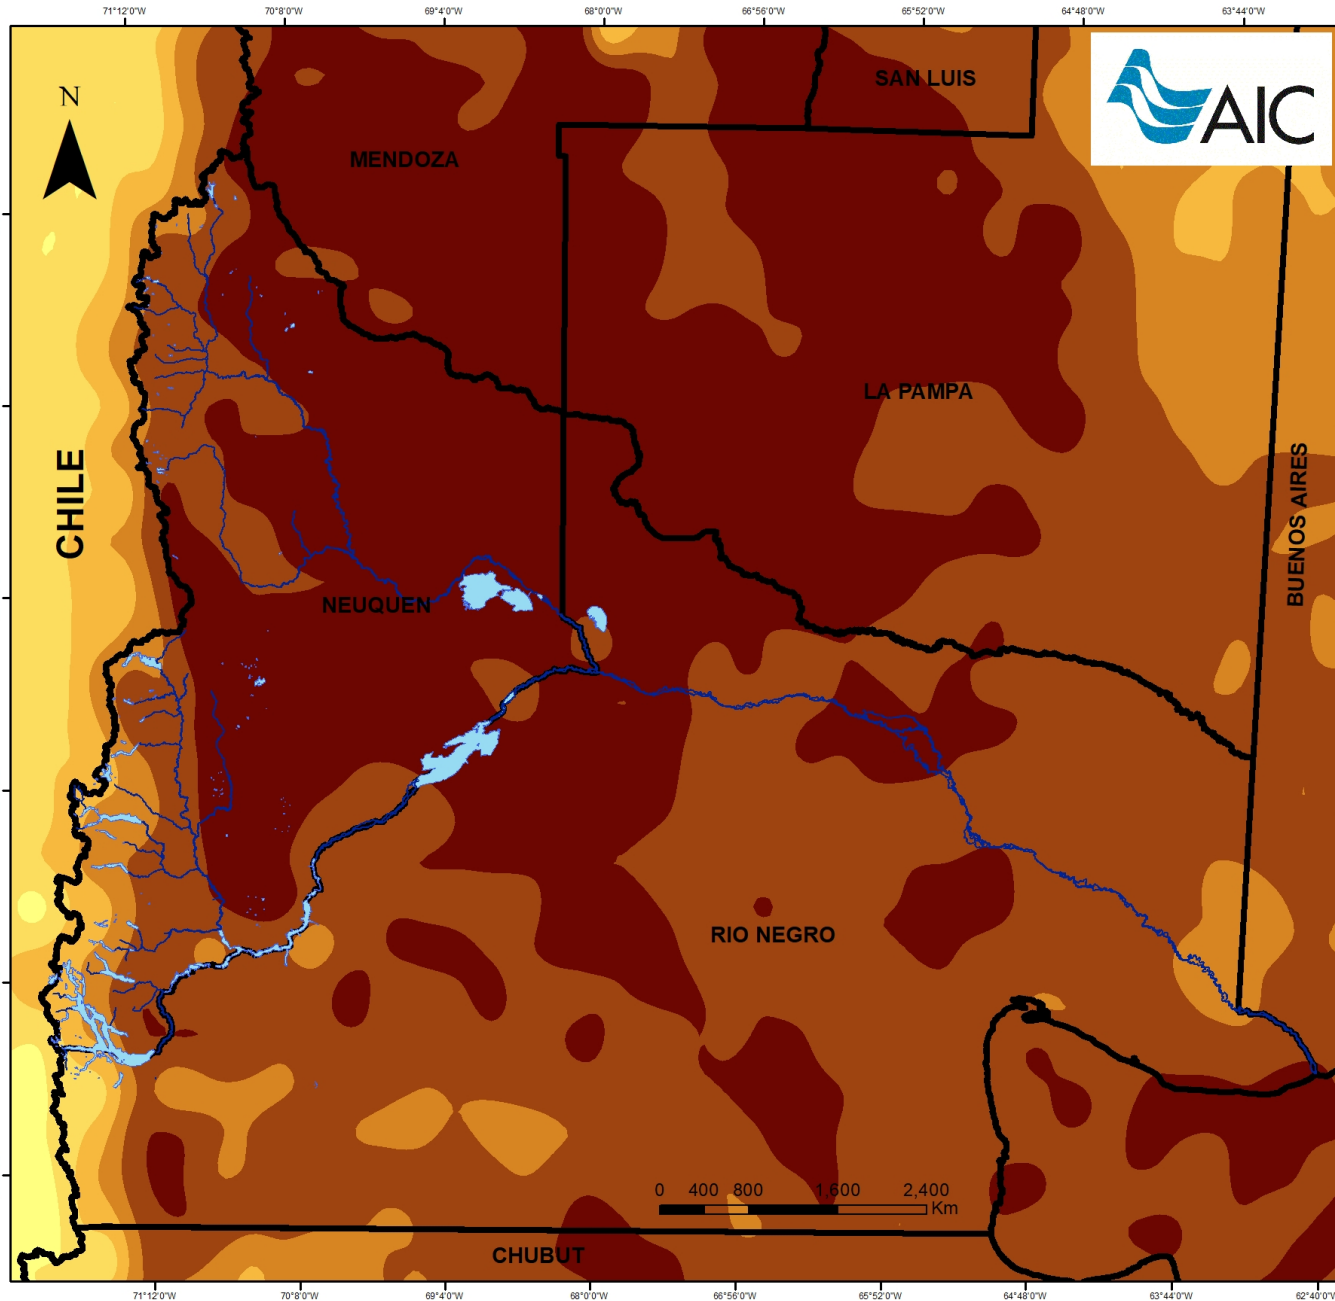 71°12'0"W 70°8'0"W 69°4'0"W 68°0'0"W 66°56'0"W 65°52'0"W 64°48'0"W 63°44'0"W
N
AIC
SAN LUIS
MENDOZA
LA PAMPA
CHILE
BUENOS AIRES
NEUQUEN
RIO NEGRO
0 400 800 1,600 2,400
Km
CHUBUT
71°12'0"W 70°8'0"W 69°4'0"W 68°0'0"W 66°56'0"W 65°52'0"W 64°48'0"W 63°44'0"W 62°40'0"W